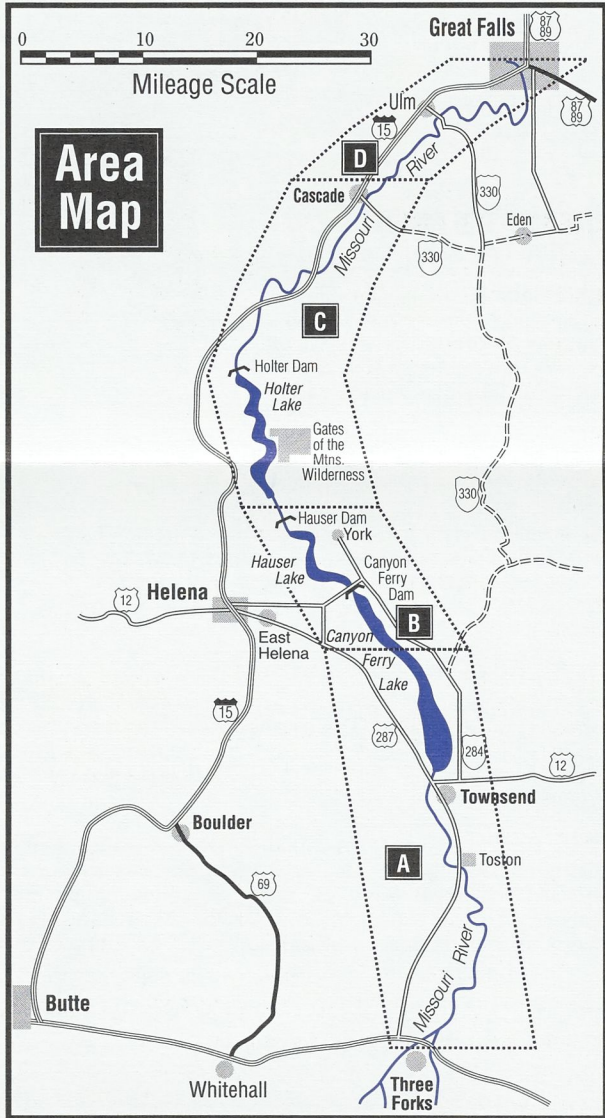 Great Falls
87
89
0
10
20
30
Mileage Scale
87
89
Ulm
15
Area
Map
D
River
Cascade
330
Eden
Missouri
330
C
Holter Dam
Holter
Lake
Gates
of the
Mtns.
Wilderness
330
Hauser Dam
York
Hauser
Lake
Canyon
Ferry
Dam
Helena
12
B
East
Helena
Canyon
Ferry
Lake
15
287
284
12
Townsend
Boulder
A
Toston
69
Missouri River
Butte
Whitehall
Three
Forks